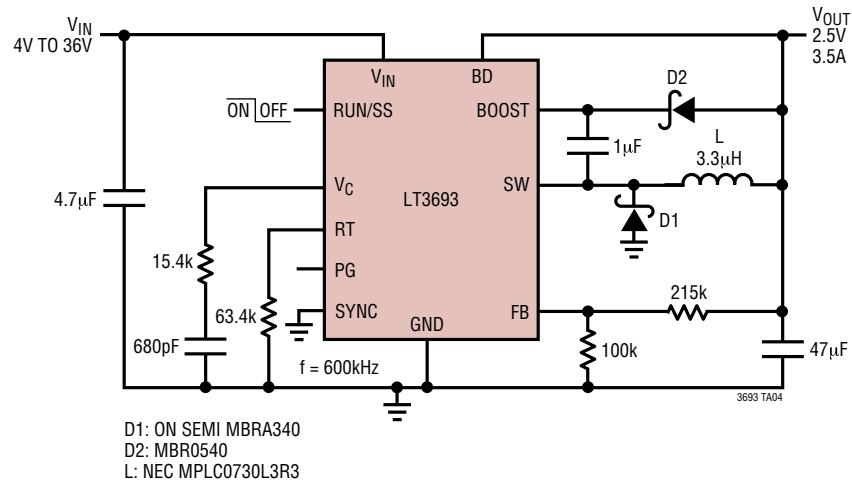 VIN
4V TO 36V
VOUT
2.5V
3.5A
VIN
BD
D2
ON OFF
RUN/SS
BOOST
L
3.3µH
1µF
4.7µF
VC
LT3693
SW
D1
RT
15.4k
PG
63.4k
215k
SYNC
GND
FB
680pF
f = 600kHz
100k
47µF
3693 TA04
D1: ON SEMI MBRA340
D2: MBR0540
L: NEC MPLC0730L3R3